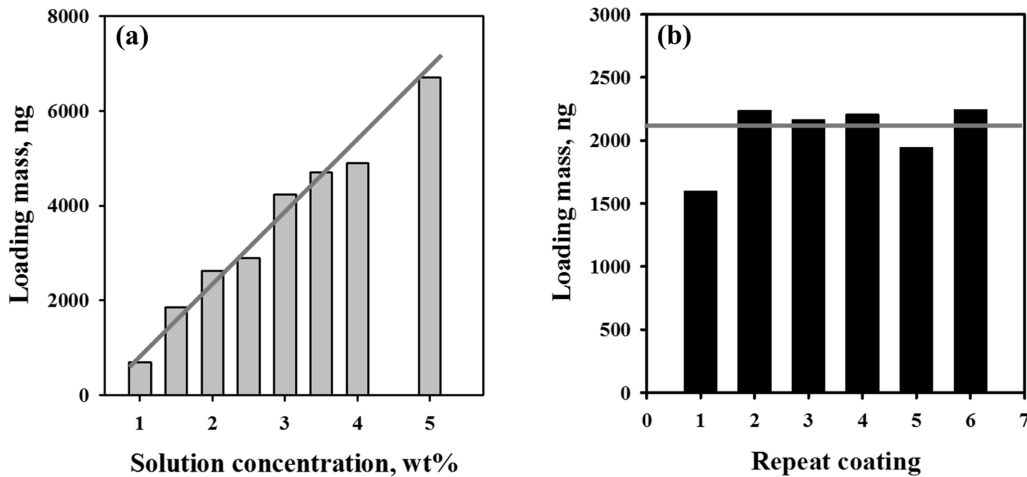 (a)
8000
6000
4000
2000
0
Loading mass, ng
1 2 3 4 5
Solution concentration, wt%
(b)
3000
2500
2000
1500
1000
500
0
Loading mass, ng
0 1 2 3 4 5 6 7
Repeat coating